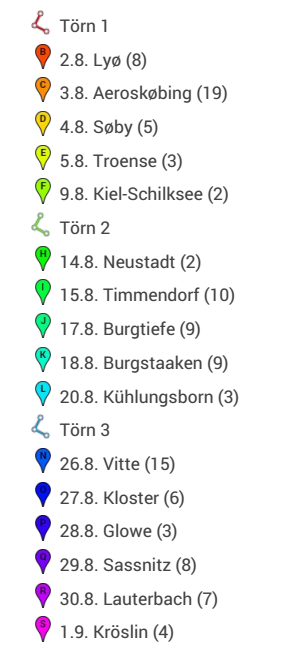 Törn 1
B 2.8. Lyø (8)
C 3.8. Aeroskøbing (19)
D 4.8. Søby (5)
E 5.8. Troense (3)
F 9.8. Kiel-Schilksee (2)
Törn 2
H 14.8. Neustadt (2)
I 15.8. Timmendorf (10)
J 17.8. Burgtiefe (9)
K 18.8. Burgstaaken (9)
L 20.8. Kühlungsborn (3)
Törn 3
N 26.8. Vitte (15)
O 27.8. Kloster (6)
P 28.8. Glowe (3)
Q 29.8. Sassnitz (8)
R 30.8. Lauterbach (7)
S 1.9. Kröslin (4)